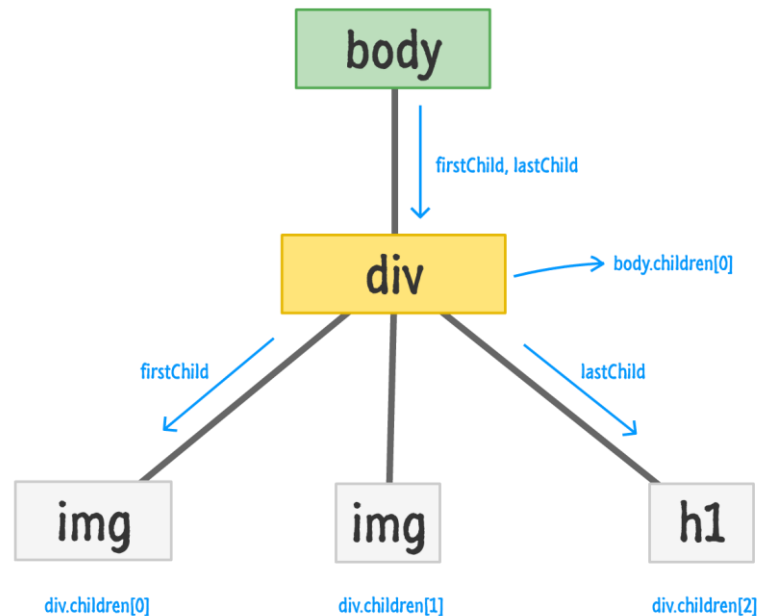 body
firstChild, lastChild
div
body.children[0]
firstChild
lastChild
img
img
h1
div.children[0]
div.children[1]
div.children[2]